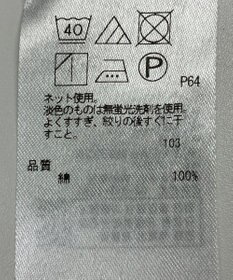 40
P
P64
ネット使用。
淡色のものは無蛍光洗剤を使用。
よくすすぎ、絞りの後すぐに干
すこと。
103
品質
綿 100%